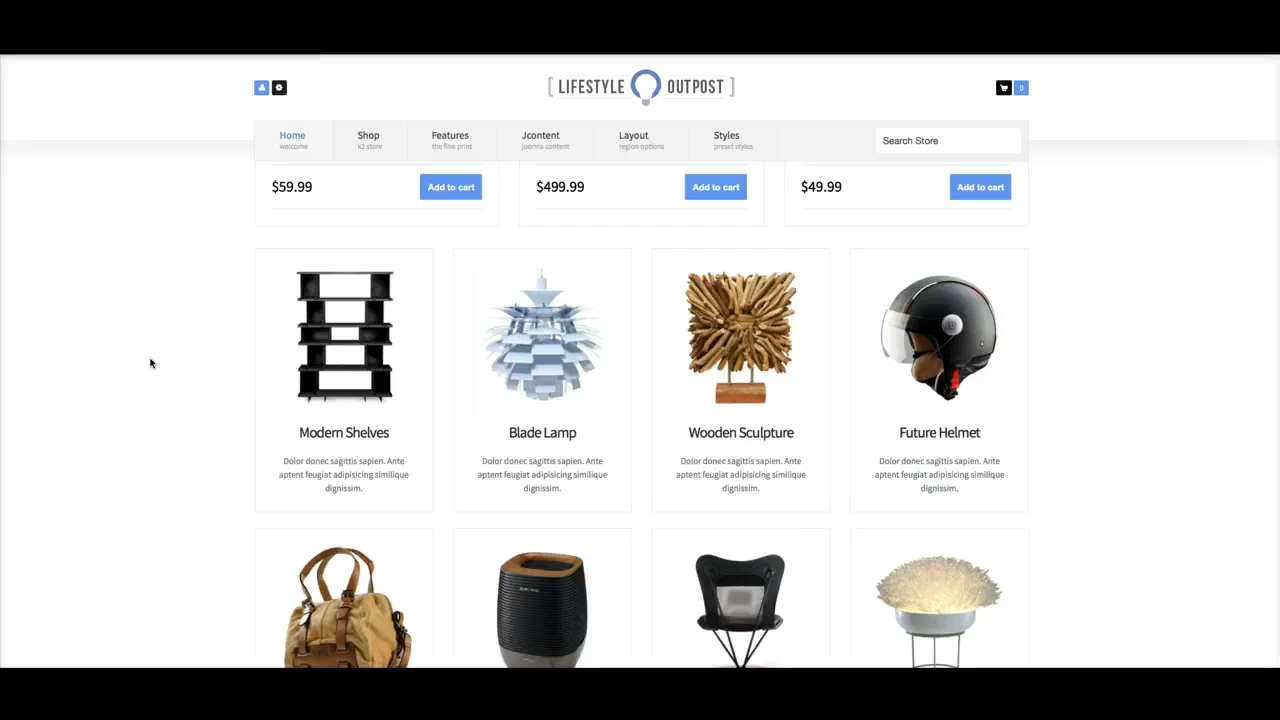 [ LIFESTYLE OUTPOST ]
0
Home
welcome
Shop
k2 store
Features
the fine print
Jcontent
joomla content
Layout
region options
Styles
preset styles
Search Store
$59.99
Add to cart
$499.99
Add to cart
$49.99
Add to cart
Modern Shelves
Dolor donec sagittis sapien. Ante
aptent feugiat adipisicing similique
dignissim.
Blade Lamp
Dolor donec sagittis sapien. Ante
aptent feugiat adipisicing similique
dignissim.
Wooden Sculpture
Dolor donec sagittis sapien. Ante
aptent feugiat adipisicing similique
dignissim.
Future Helmet
Dolor donec sagittis sapien. Ante
aptent feugiat adipisicing similique
dignissim.